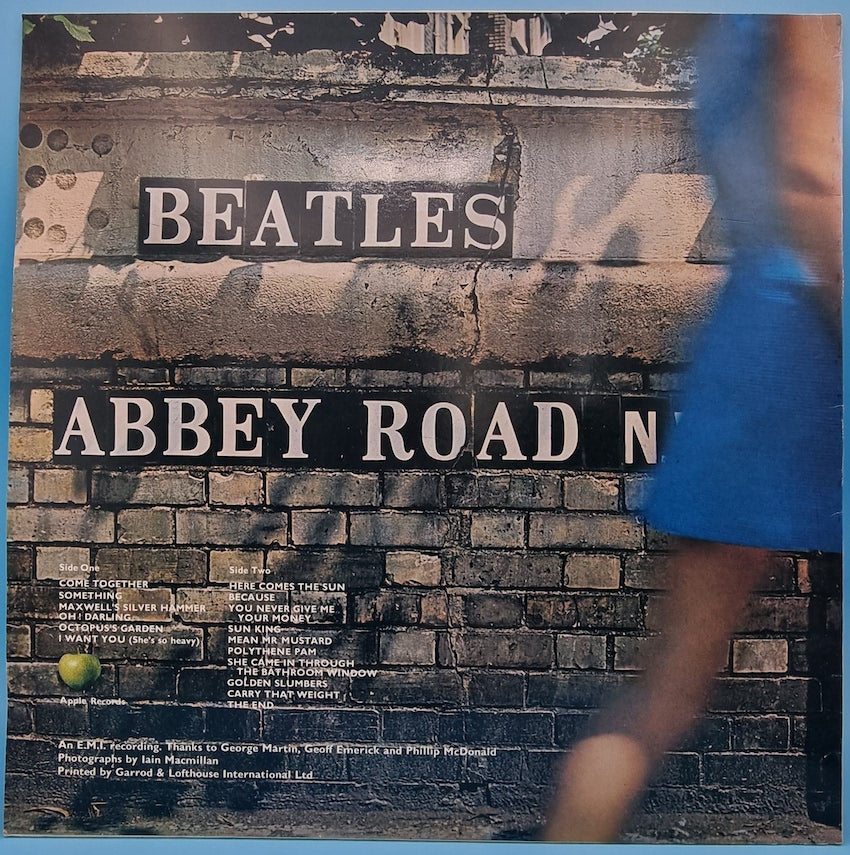 BEATLES
ABBEY ROAD N
Side One
COME TOGETHER
SOMETHING
MAXWELL'S SILVER HAMMER
OH! DARLING
OCTOPUS'S GARDEN
I WANT YOU (She's so heavy)
Apple Records
Side Two
HERE COMES THE SUN
BECAUSE
YOU NEVER GIVE ME
YOUR MONEY
SUN KING
MEAN MR MUSTARD
POLYTHENE PAM
SHE CAME IN THROUGH
THE BATHROOM WINDOW
GOLDEN SLUMBERS
CARRY THAT WEIGHT
THE END
An E.M.I. recording. Thanks to George Martin, Geoff Emerick and Phillip McDonald
Photographs by Iain Macmillan
Printed by Garrod & Lofthouse International Ltd